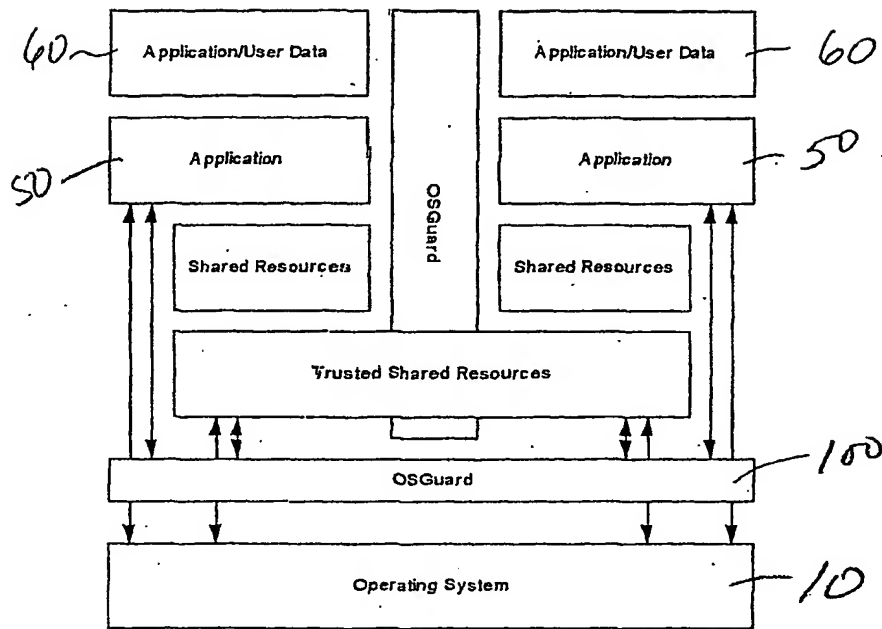 60 Application/User Data Application/User Data 60
50 Application Application 50
OSGuard
Shared Resources Shared Resources
Trusted Shared Resources
OSGuard 100
Operating System 10